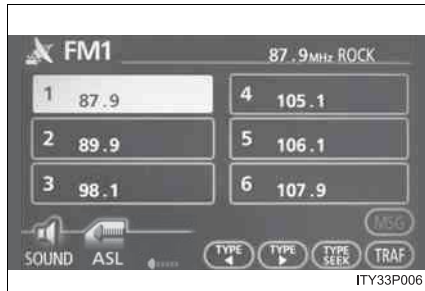 FM1
87.9MHz ROCK
1 87.9
4 105.1
2 89.9
5 106.1
3 98.1
6 107.9
MSG
SOUND ASL TYPE TYPE TYPE SEEK TRAF
ITY33P006